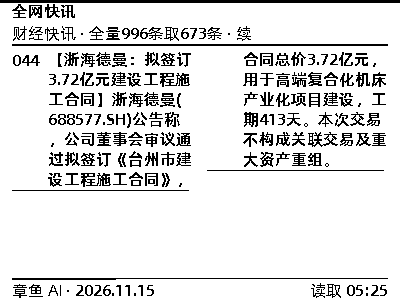 全网快讯
财经快讯 · 全量996条取673条 · 续
044 【浙海德曼：拟签订
3.72亿元建设工程施
工合同】浙海德曼(
688577.SH)公告称
，公司董事会审议通
过拟签订《台州市建
设工程施工合同》，
合同总价3.72亿元，
用于高端复合化机床
产业化项目建设，工
期413天。本次交易
不构成关联交易及重
大资产重组。
章鱼 AI · 2026.11.15
读取 05:25